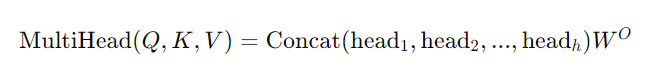 MultiHead(Q, K, V) = Concat(head₁, head₂, ..., headₕ)Wᴼ